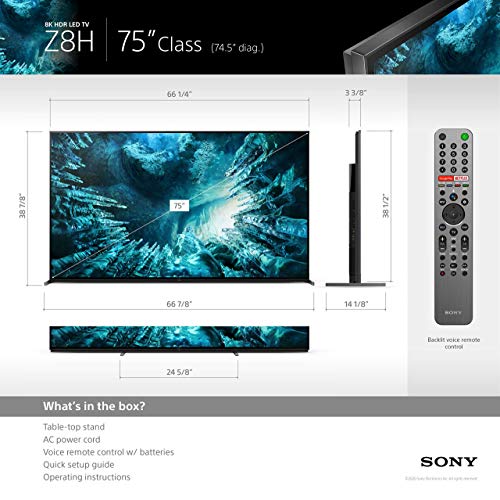 8K HDR LED TV
Z8H
75” Class (74.5” diag.)
66 1/4”
3 3/8”
38 7/8”
75”
38 1/2”
66 7/8”
14 1/8”
SONY
Backlit voice remote
control
24 5/8”
What's in the box?
Table-top stand
AC power cord
Voice remote control w/ batteries
Quick setup guide
Operating instructions
SONY